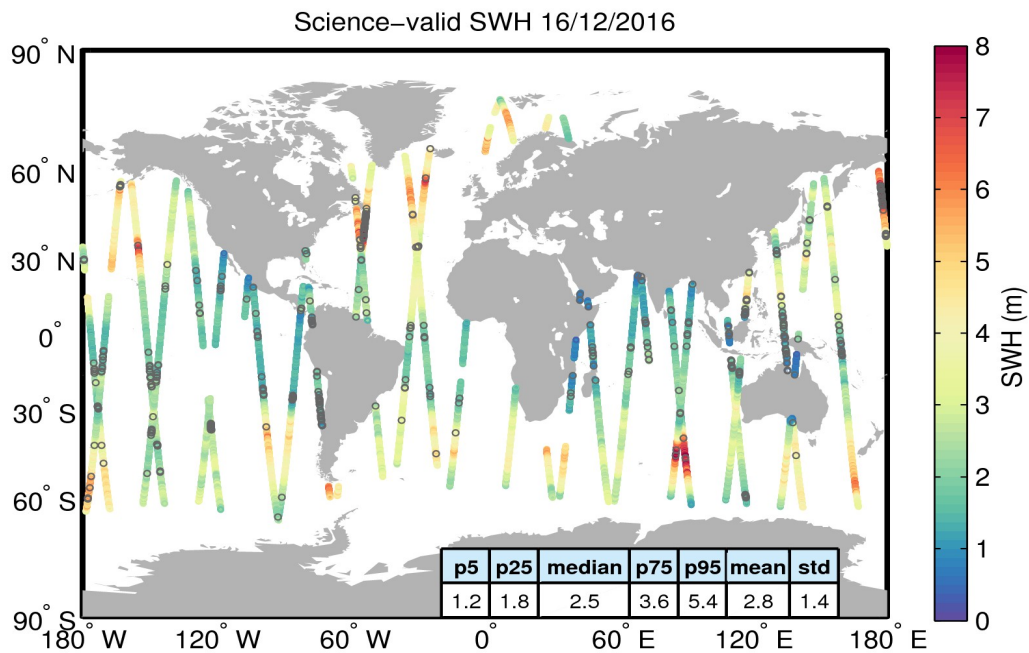 Science−valid SWH 16/12/2016
90° N
60° N
30° N
0°
30° S
60° S
90° S
180° W
120° W
60° W
0°
60° E
120° E
180° E
p5 p25 median p75 p95 mean std
1.2 1.8 2.5 3.6 5.4 2.8 1.4
8
7
6
5
4
3
2
1
0
SWH (m)